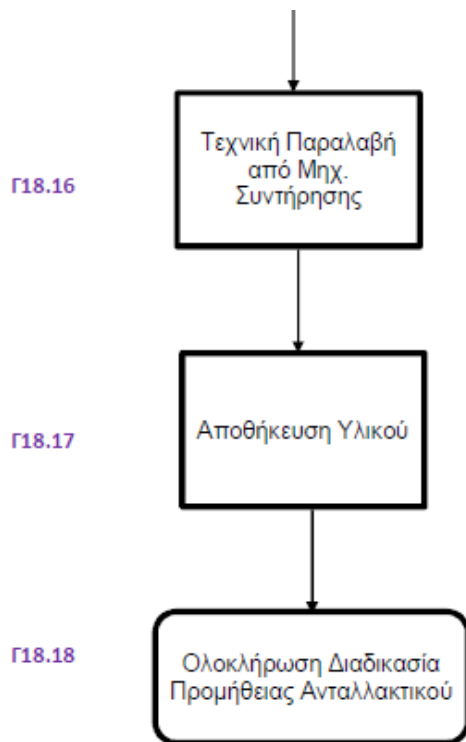 Γ18.16
Τεχνική Παραλαβή
από Μηχ.
Συντήρησης
Γ18.17
Αποθήκευση Υλικού
Γ18.18
Ολοκλήρωση Διαδικασία
Προμήθειας Ανταλλακτικού